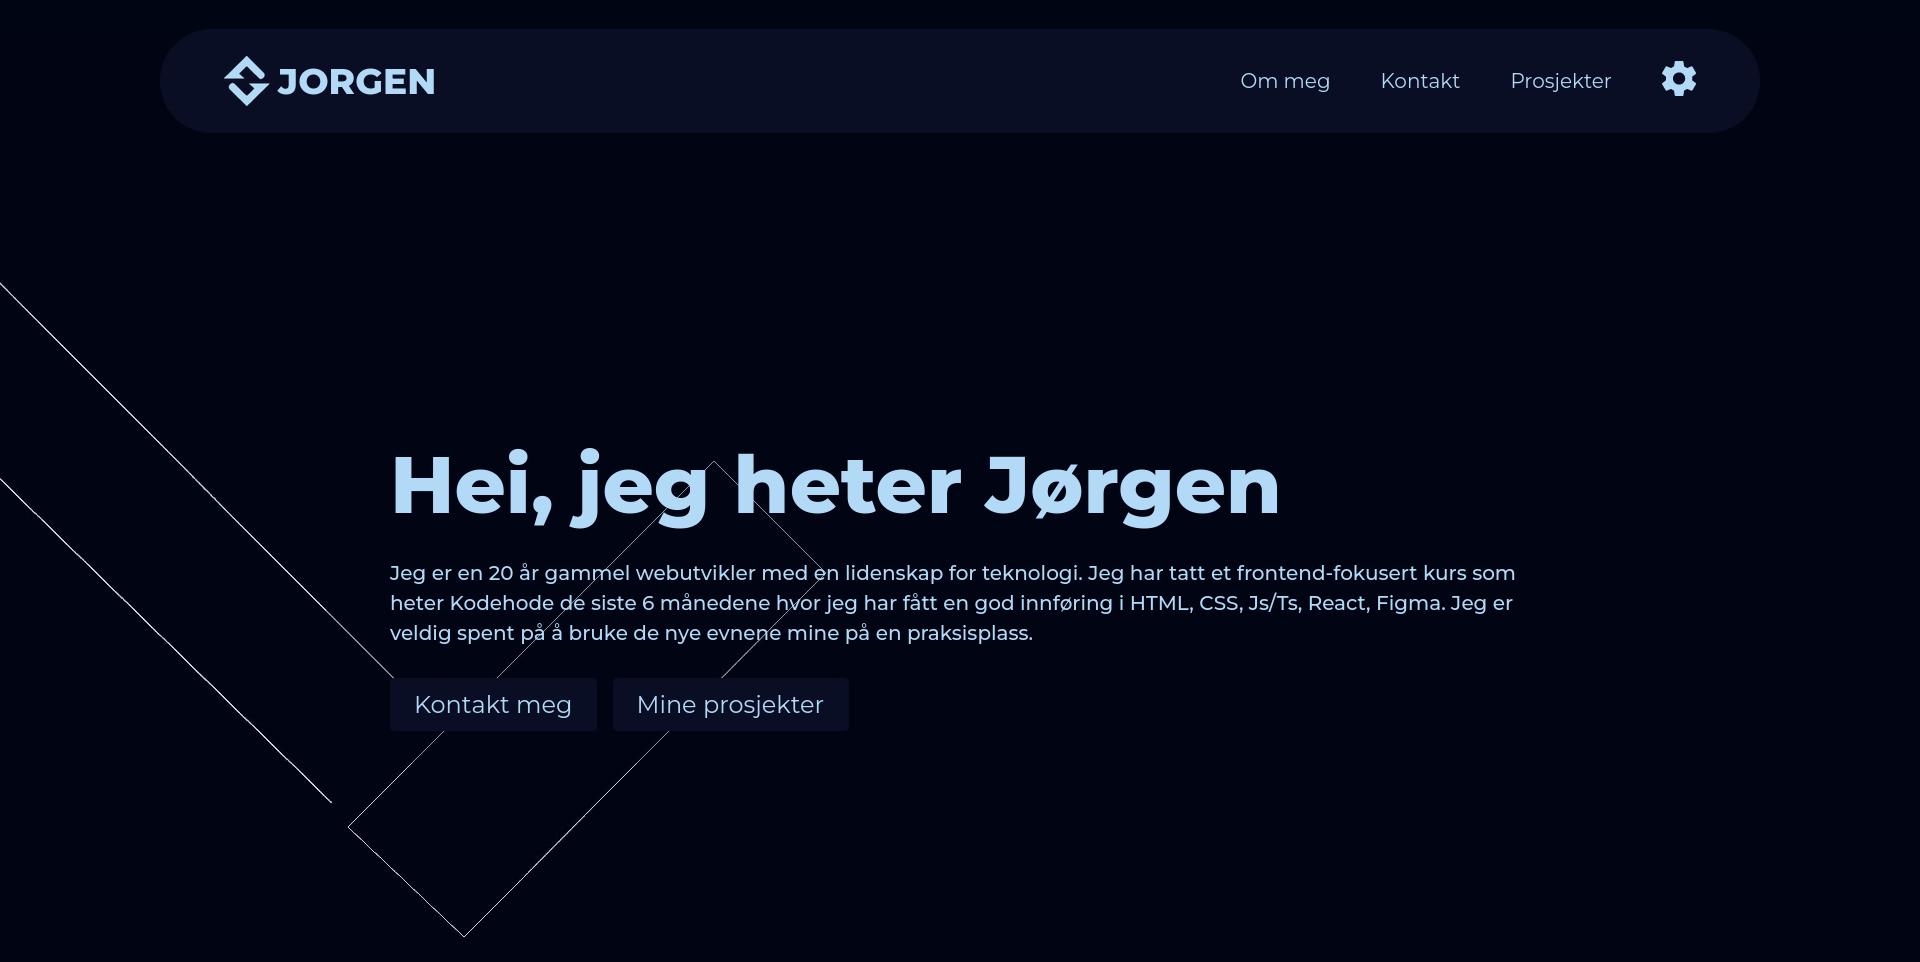 JORGEN
Om meg
Kontakt
Prosjekter
Hei, jeg heter Jørgen
Jeg er en 20 år gammel webutvikler med en lidenskap for teknologi. Jeg har tatt et frontend-fokusert kurs som
heter Kodehode de siste 6 månedene hvor jeg har fått en god innføring i HTML, CSS, Js/Ts, React, Figma. Jeg er
veldig spent på å bruke de nye evnene mine på en praksisplass.
Kontakt meg
Mine prosjekter